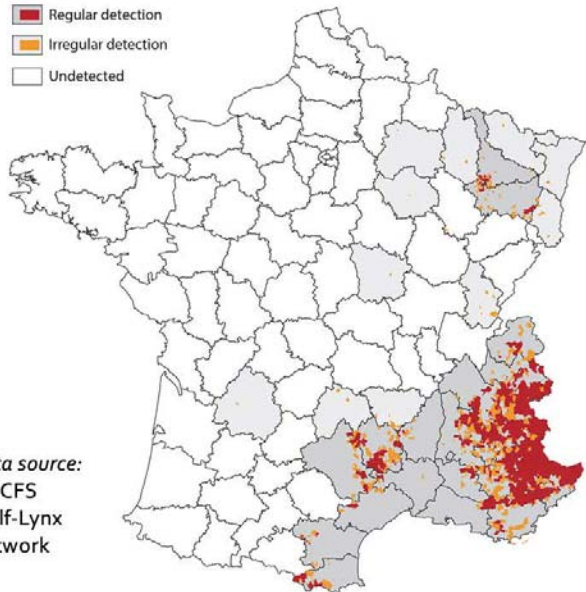 Regular detection
Irregular detection
Undetected
ta source:
CFS
lf-Lynx
twork